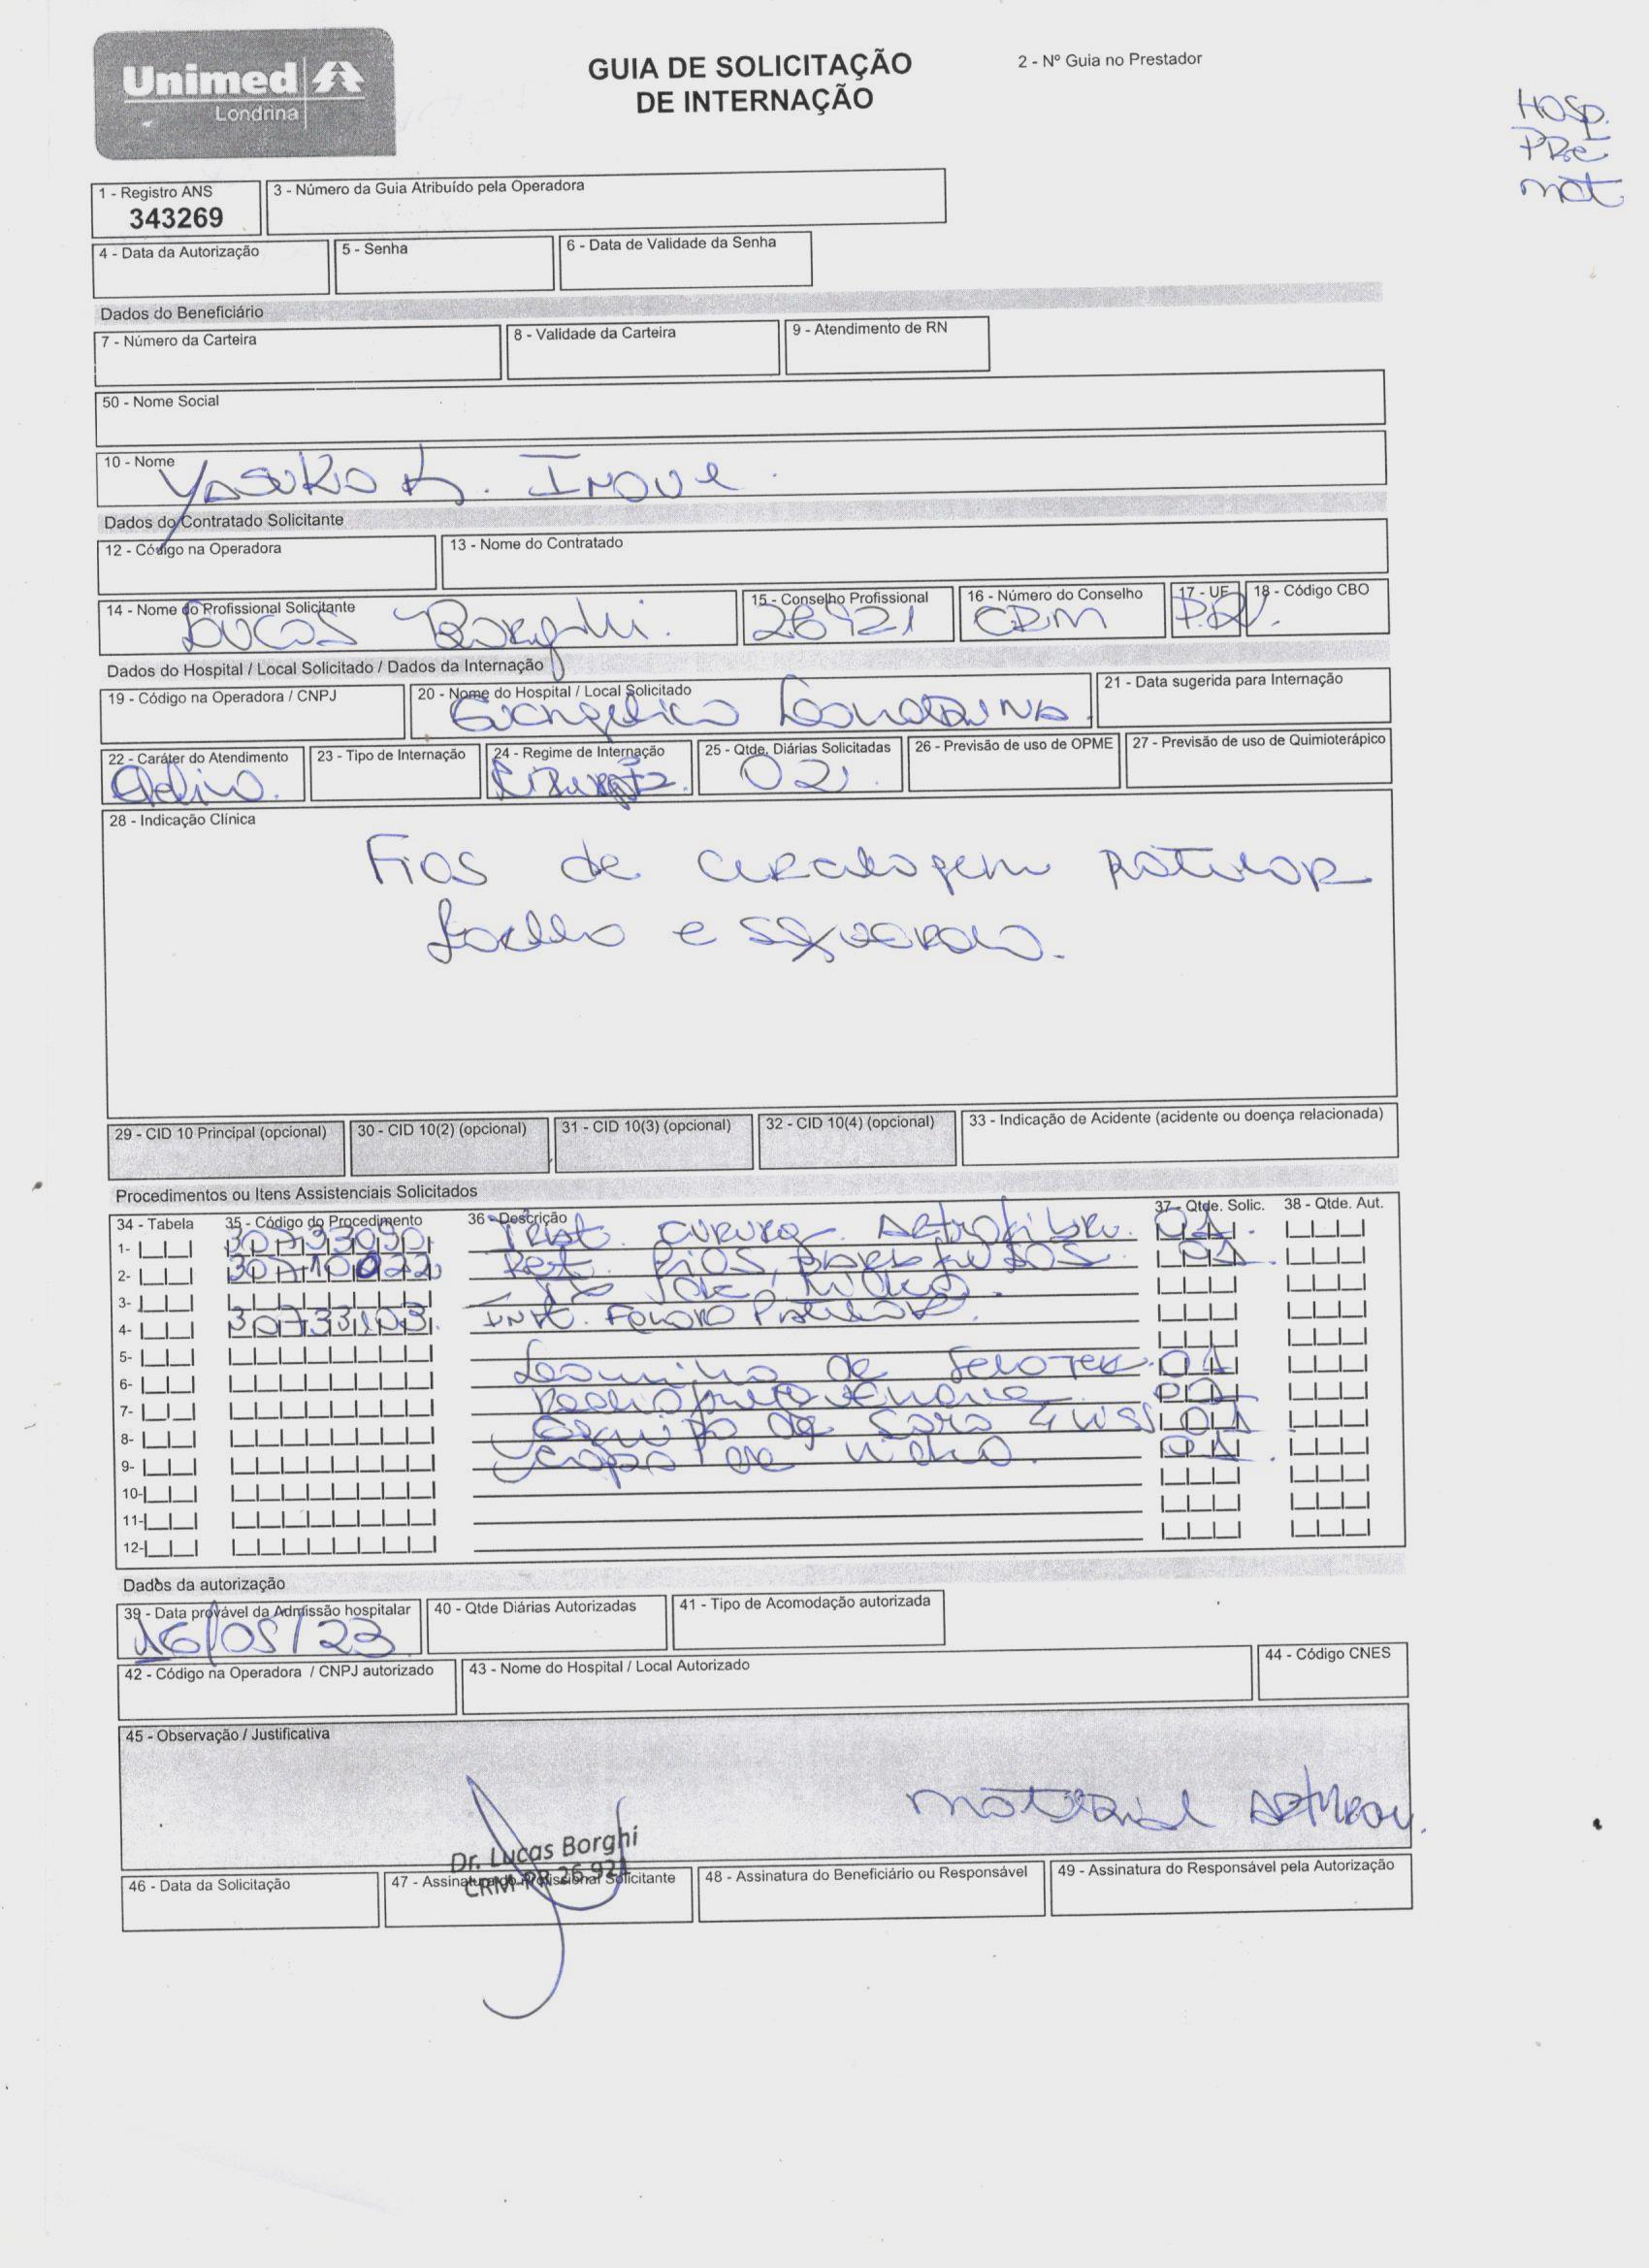 Unimed
Londrina
GUIA DE SOLICITAÇÃO
DE INTERNAÇÃO
2 - Nº Guia no Prestador
Hosp.
PRe
mat
1 - Registro ANS
343269
3 - Número da Guia Atribuído pela Operadora
4 - Data da Autorização
5 - Senha
6 - Data de Validade da Senha
Dados do Beneficiário
7 - Número da Carteira
8 - Validade da Carteira
9 - Atendimento de RN
50 - Nome Social
10 - Nome
Yasuko K. Inoue.
Dados do Contratado Solicitante
12 - Código na Operadora
13 - Nome do Contratado
14 - Nome do Profissional Solicitante
Lucas Borghi.
15 - Conselho Profissional
26921
16 - Número do Conselho
CRM
17 - UF
PR.
18 - Código CBO
Dados do Hospital / Local Solicitado / Dados da Internação
19 - Código na Operadora / CNPJ
20 - Nome do Hospital / Local Solicitado
Evangelico Londrina
21 - Data sugerida para Internação
22 - Caráter do Atendimento
Eletivo.
23 - Tipo de Internação
24 - Regime de Internação
25 - Qtde. Diárias Solicitadas
02
26 - Previsão de uso de OPME
27 - Previsão de uso de Quimioterápico
28 - Indicação Clínica
Fios de cerclagem patelar
Joelho esquerdo.
29 - CID 10 Principal (opcional)
30 - CID 10(2) (opcional)
31 - CID 10(3) (opcional)
32 - CID 10(4) (opcional)
33 - Indicação de Acidente (acidente ou doença relacionada)
Procedimentos ou Itens Assistenciais Solicitados
34 - Tabela
35 - Código do Procedimento
36 - Descrição
37 - Qtde. Solic.
38 - Qtde. Aut.
1- 30733090 Trat. Cirurg. Artrofibro. 01.
2- 30710022 Ret. Fios, parafusos 01.
3-
4- 30733103. Inst. Femoro Patelar.
5-
6- de 01
7- 01
8- Equipo de soro 4 vias 01
9- 01.
10-
11-
12-
Dados da autorização
39 - Data provável da Admissão hospitalar
16/05/23
40 - Qtde Diárias Autorizadas
41 - Tipo de Acomodação autorizada
42 - Código na Operadora / CNPJ autorizado
43 - Nome do Hospital / Local Autorizado
44 - Código CNES
45 - Observação / Justificativa
material
Dr. Lucas Borghi
CRM-PR 26.921
46 - Data da Solicitação
47 - Assinatura do Profissional Solicitante
48 - Assinatura do Beneficiário ou Responsável
49 - Assinatura do Responsável pela Autorização